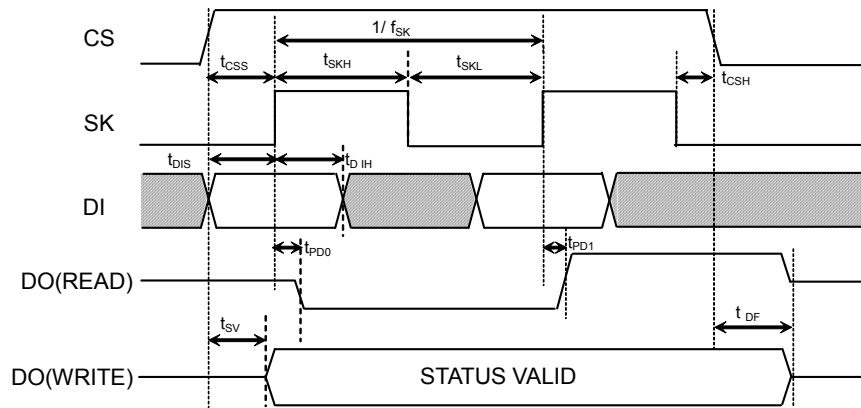 CS
1/ fSK
tCSS
tSKH
tSKL
tCSH
SK
tDIS
tD IH
DI
tPD0
tPD1
DO(READ)
tSV
t DF
DO(WRITE)
STATUS VALID